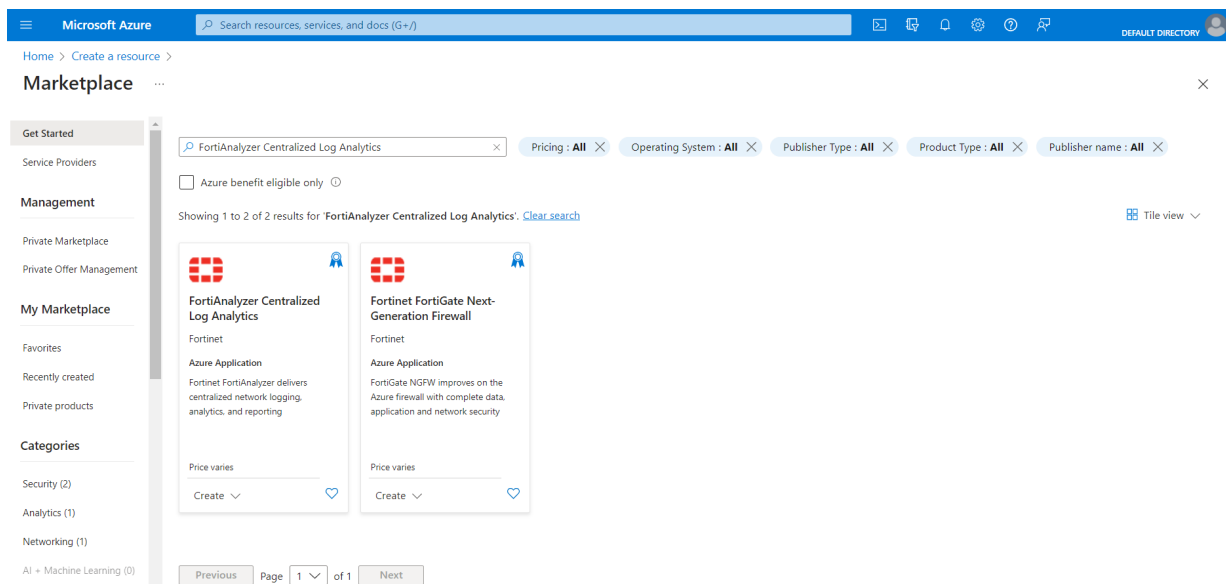 Microsoft Azure
Search resources, services, and docs (G+/)
DEFAULT DIRECTORY
Home > Create a resource >
Marketplace ...
Get Started
Service Providers
Management
Private Marketplace
Private Offer Management
My Marketplace
Favorites
Recently created
Private products
Categories
Security (2)
Analytics (1)
Networking (1)
AI + Machine Learning (0)
FortiAnalyzer Centralized Log Analytics
Pricing : All
Operating System : All
Publisher Type : All
Product Type : All
Publisher name : All
Azure benefit eligible only
Showing 1 to 2 of 2 results for 'FortiAnalyzer Centralized Log Analytics'. Clear search
Tile view
FortiAnalyzer Centralized
Log Analytics
Fortinet
Azure Application
Fortinet FortiAnalyzer delivers
centralized network logging,
analytics, and reporting
Price varies
Create
Fortinet FortiGate Next-
Generation Firewall
Fortinet
Azure Application
FortiGate NGFW improves on the
Azure firewall with complete data,
application and network security
Price varies
Create
Previous Page 1 of 1 Next